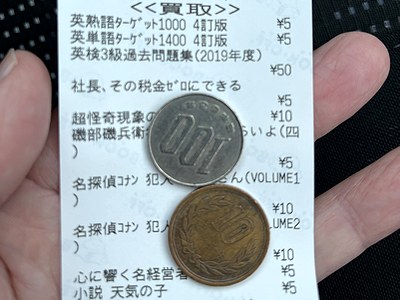 <<買取>>
英熟語ﾀｰｹﾞｯﾄ1000 4訂版 ¥5
英単語ﾀｰｹﾞｯﾄ1400 4訂版 ¥5
英検3級過去問題集(2019年度)
¥50
社長、その税金ｾﾞﾛにできる
¥5
超怪奇現象の ¥10
磯部磯兵衛 らいよ(四
)
¥5
名探偵ｺﾅﾝ 犯人 さん(VOLUME1
)
¥10
名探偵ｺﾅﾝ 犯 UME2
)
¥10
心に響く名経営者 ¥5
小説 天気の子 ¥5
100
10